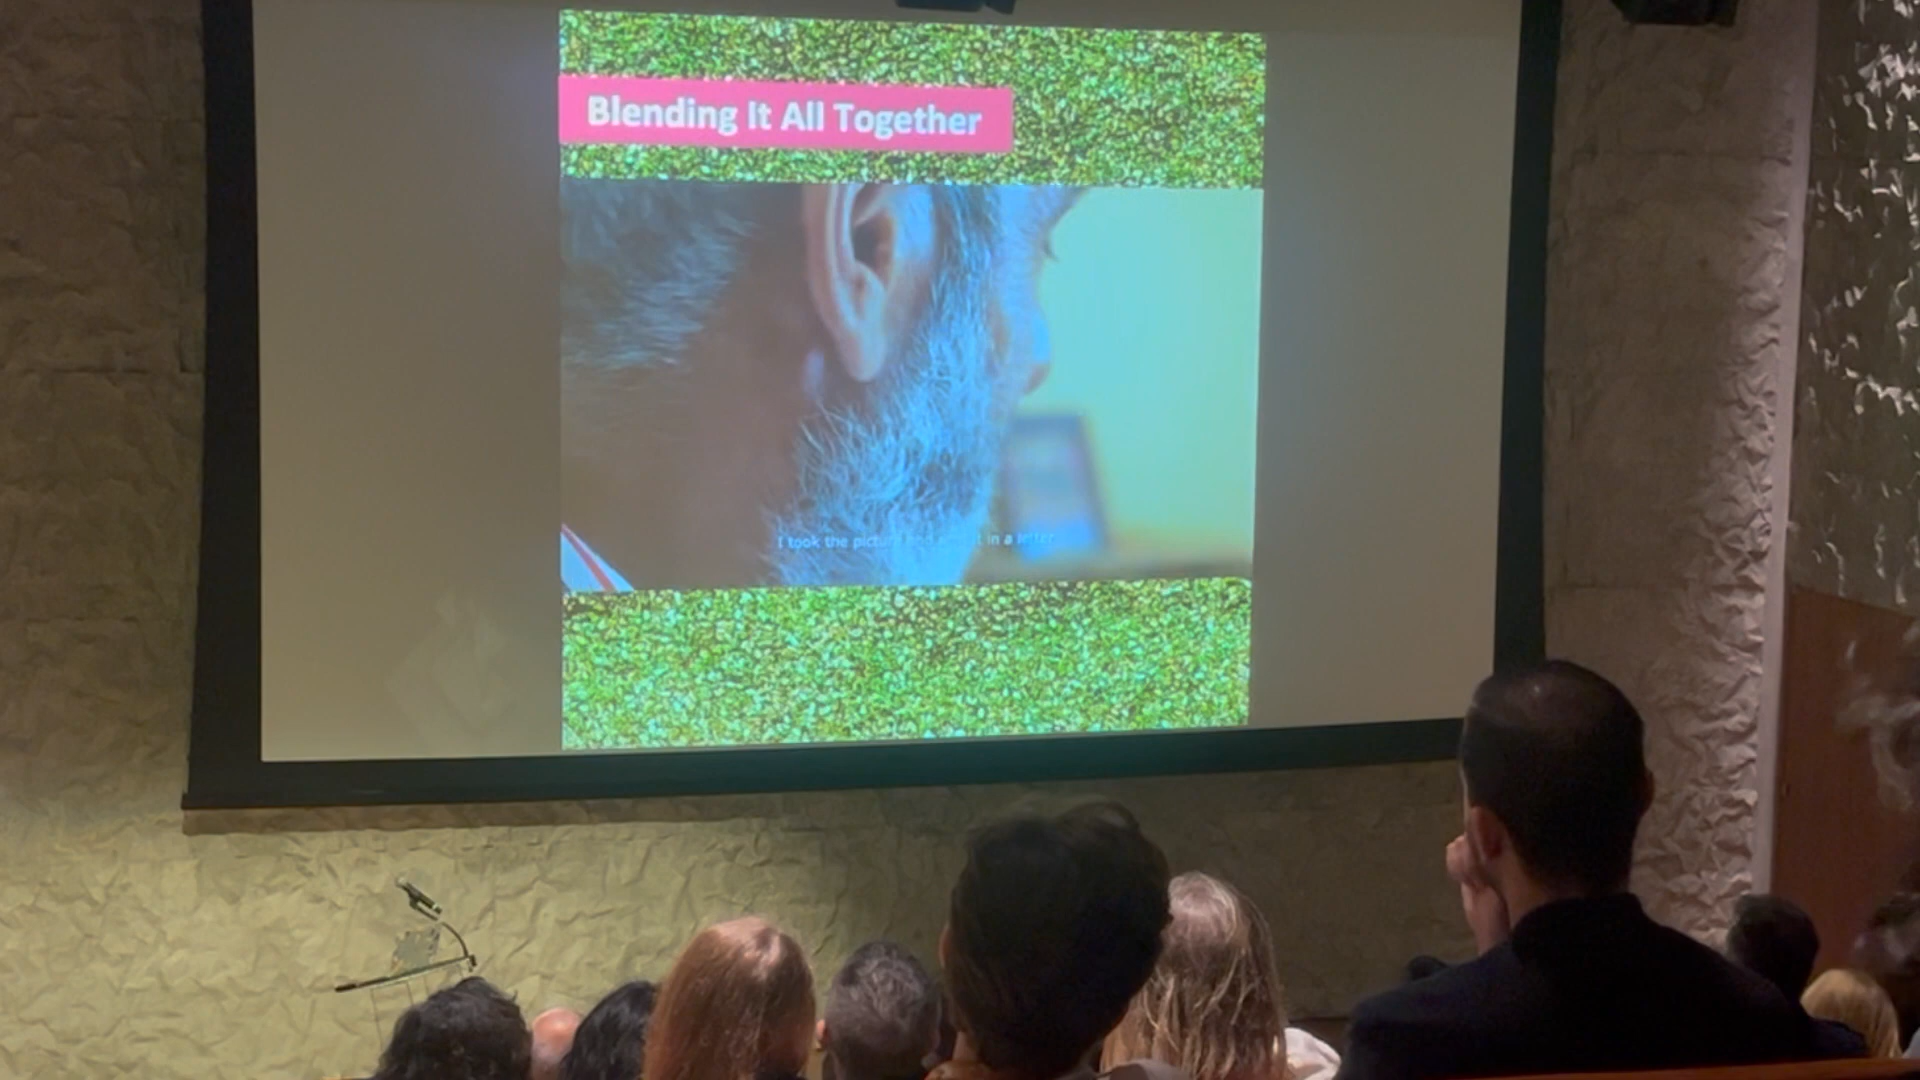 Blending It All Together
I took the picture in a letter